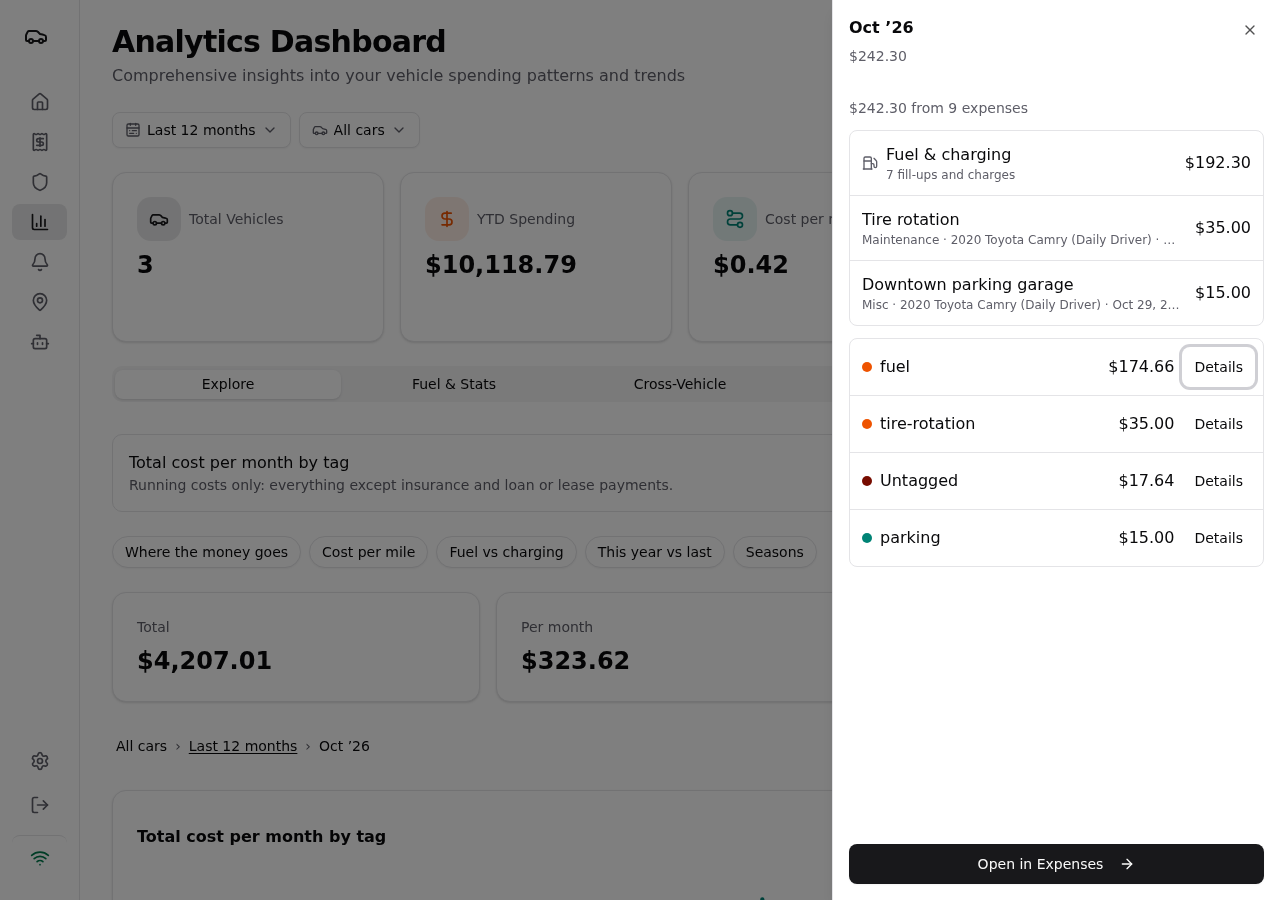 Analytics Dashboard
Comprehensive insights into your vehicle spending patterns and trends
Last 12 months
All cars
Total Vehicles
3
YTD Spending
$10,118.79
Cost per
$0.42
Explore
Fuel & Stats
Cross-Vehicle
Total cost per month by tag
Running costs only: everything except insurance and loan or lease payments.
Where the money goes
Cost per mile
Fuel vs charging
This year vs last
Seasons
Total
$4,207.01
Per month
$323.62
All cars › Last 12 months › Oct ’26
Total cost per month by tag
Oct ’26
$242.30
$242.30 from 9 expenses
Fuel & charging
7 fill-ups and charges
$192.30
Tire rotation
Maintenance · 2020 Toyota Camry (Daily Driver) · …
$35.00
Downtown parking garage
Misc · 2020 Toyota Camry (Daily Driver) · Oct 29, 2…
$15.00
fuel $174.66 Details
tire-rotation $35.00 Details
Untagged $17.64 Details
parking $15.00 Details
Open in Expenses